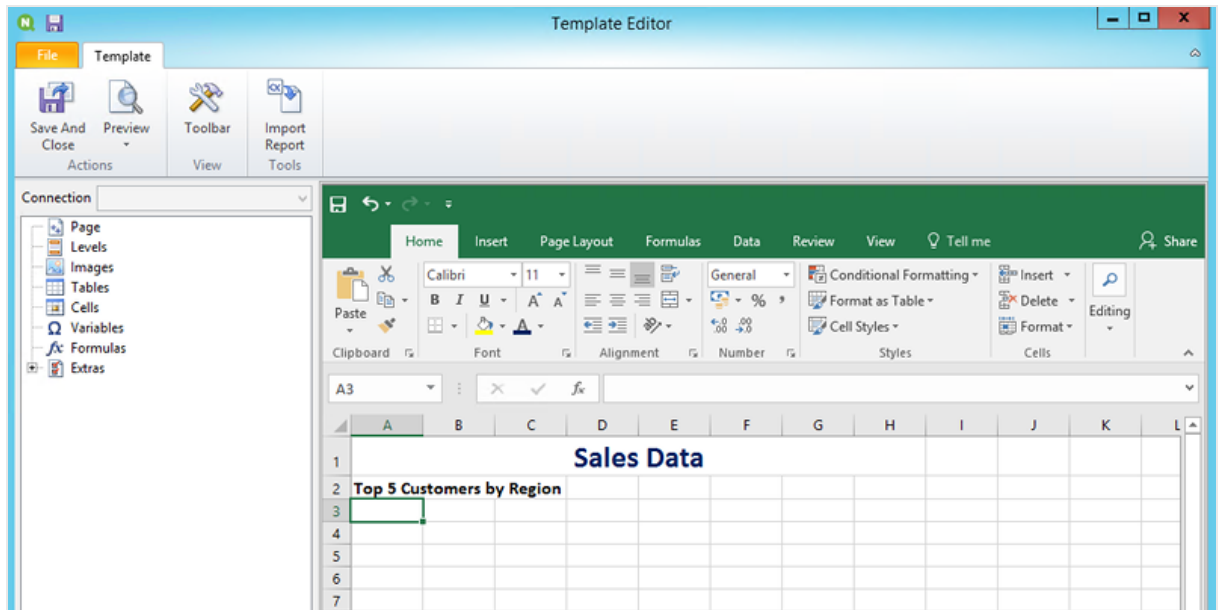 N Template Editor
File Template
Save And Close Preview Toolbar Import Report
Actions View Tools
Connection
Page
Levels
Images
Tables
Cells
Variables
Formulas
Extras
Home Insert Page Layout Formulas Data Review View Tell me Share
Paste
Calibri 11
B I U A A
A
General
% ,
.00 .0
Conditional Formatting
Format as Table
Cell Styles
Insert
Delete
Format
Editing
Clipboard Font Alignment Number Styles Cells
A3 fx
A B C D E F G H I J K L
1 Sales Data
2 Top 5 Customers by Region
3
4
5
6
7